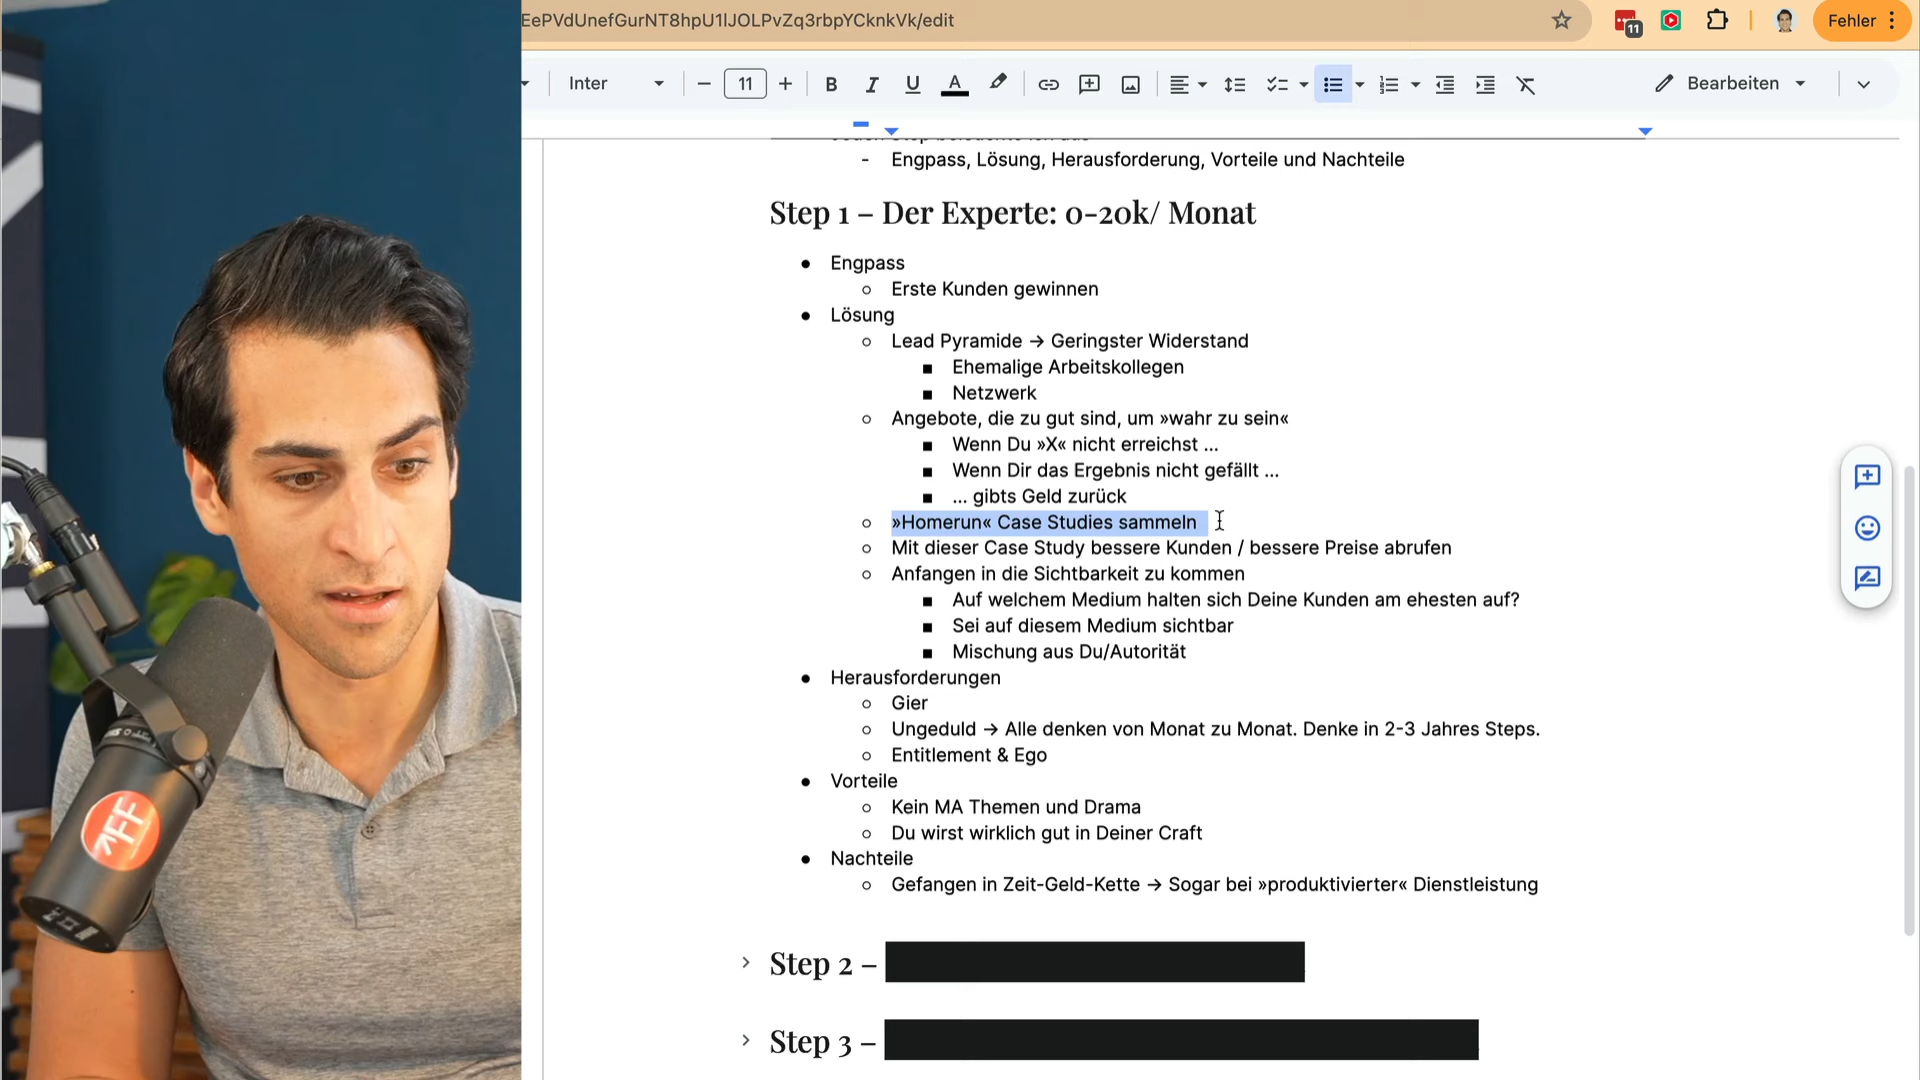 EePVdUnefGurNT8hpU1lJOLPvZq3rbpYCknkVk/edit
11
Fehler
Inter
11
B I U A
Bearbeiten
- Engpass, Lösung, Herausforderung, Vorteile und Nachteile
Step 1 – Der Experte: 0-20k/ Monat
● Engpass
○ Erste Kunden gewinnen
● Lösung
○ Lead Pyramide → Geringster Widerstand
■ Ehemalige Arbeitskollegen
■ Netzwerk
○ Angebote, die zu gut sind, um »wahr zu sein«
■ Wenn Du »X« nicht erreichst ...
■ Wenn Dir das Ergebnis nicht gefällt ...
■ ... gibts Geld zurück
○ »Homerun« Case Studies sammeln
○ Mit dieser Case Study bessere Kunden / bessere Preise abrufen
○ Anfangen in die Sichtbarkeit zu kommen
■ Auf welchem Medium halten sich Deine Kunden am ehesten auf?
■ Sei auf diesem Medium sichtbar
■ Mischung aus Du/Autorität
● Herausforderungen
○ Gier
○ Ungeduld → Alle denken von Monat zu Monat. Denke in 2-3 Jahres Steps.
○ Entitlement & Ego
● Vorteile
○ Kein MA Themen und Drama
○ Du wirst wirklich gut in Deiner Craft
● Nachteile
○ Gefangen in Zeit-Geld-Kette → Sogar bei »produktivierter« Dienstleistung
Step 2 –
Step 3 –